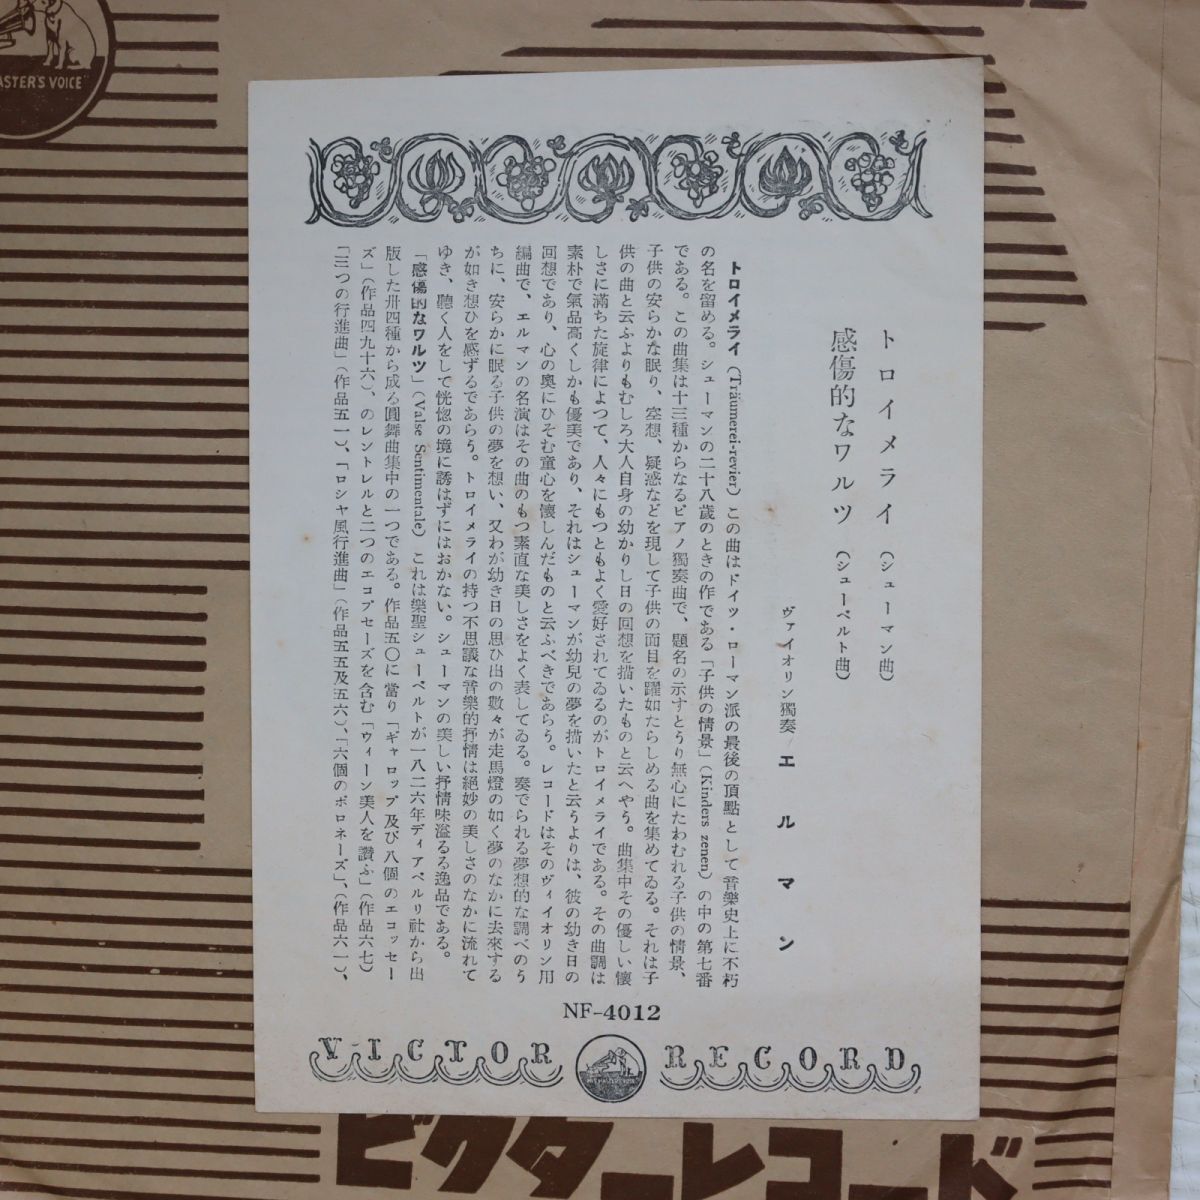 MASTER'S VOICE
トロイメライ（シューマン曲）
感傷的なワルツ（シューベルト曲）
ヴァイオリン獨奏／エルマン
トロイメライ（Träumerei-revier）この曲はドイツ・ローマン派の最後の頂點として音樂史上に不朽
の名を留める。シューマンの二十八歳のときの作である「子供の情景」（Kinders zenen）の中の第七番
である。この曲集は十三種からなるピアノ獨奏曲で、題名の示すとうり無心にたわむれる子供の情景、
子供の安らかな眠り、空想、疑惑などを現して子供の面目を躍如たらしめる曲を集めてゐる。それは子
供の曲と云ふよりもむしろ大人自身の幼かりし日の回想を描いたものと云へやう。曲集中その優しい懐
しさに滿ちた旋律によつて、人々にもつともよく愛好されてゐるのがトロイメライである。その曲調は
素朴で氣品高くしかも優美であり、それはシューマンが幼兒の夢を描いたと云うよりは、彼の幼き日の
回想であり、心の奥にひそむ童心を懐しんだものと云ふべきであらう。レコードはそのヴィイオリン用
編曲で、エルマンの名演はその曲のもつ素直な美しさをよく表してゐる。奏でられる夢想的な調べのう
ちに、安らかに眠る子供の夢を想い、又わが幼き日の思ひ出の數々が走馬燈の如く夢のなかに去來する
が如き想ひを感ずるであらう。トロイメライの持つ不思議な音樂的抒情は絕妙の美しさのなかに流れて
ゆき、聽く人をして恍惚の境に誘はずにはおかない。シューマンの美しい抒情味溢るる逸品である。
「感傷的なワルツ」（Valse Sentimentale）これは樂聖シューベルトが一八二六年ディアベルリ社から出
版した卅四種から成る圓舞曲集中の一つである。作品五〇に當り「ギャロップ及び八個のエコッセー
ズ」（作品四九十六）、のレントレルと二つのエコプセーズを含む「ウィーン美人を讃ふ」（作品六七）
「三つの行進曲」（作品五一）、「ロシヤ風行進曲」（作品五五及五六）、「六個のポロネーズ」、（作品六一）、
NF-4012
VICTOR RECORD
ビクターレコード